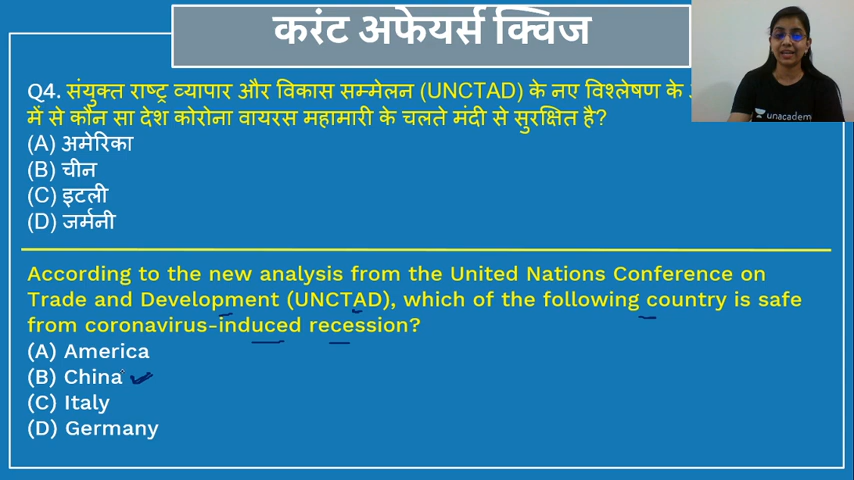 करंट अफेयर्स क्विज
unacadem
Q4. संयुक्त राष्ट्र व्यापार और विकास सम्मेलन (UNCTAD) के नए विश्लेषण के
में से कौन सा देश कोरोना वायरस महामारी के चलते मंदी से सुरक्षित है?
(A) अमेरिका
(B) चीन
(C) इटली
(D) जर्मनी
According to the new analysis from the United Nations Conference on
Trade and Development (UNCTAD), which of the following country is safe
from coronavirus-induced recession?
(A) America
(B) China
(C) Italy
(D) Germany